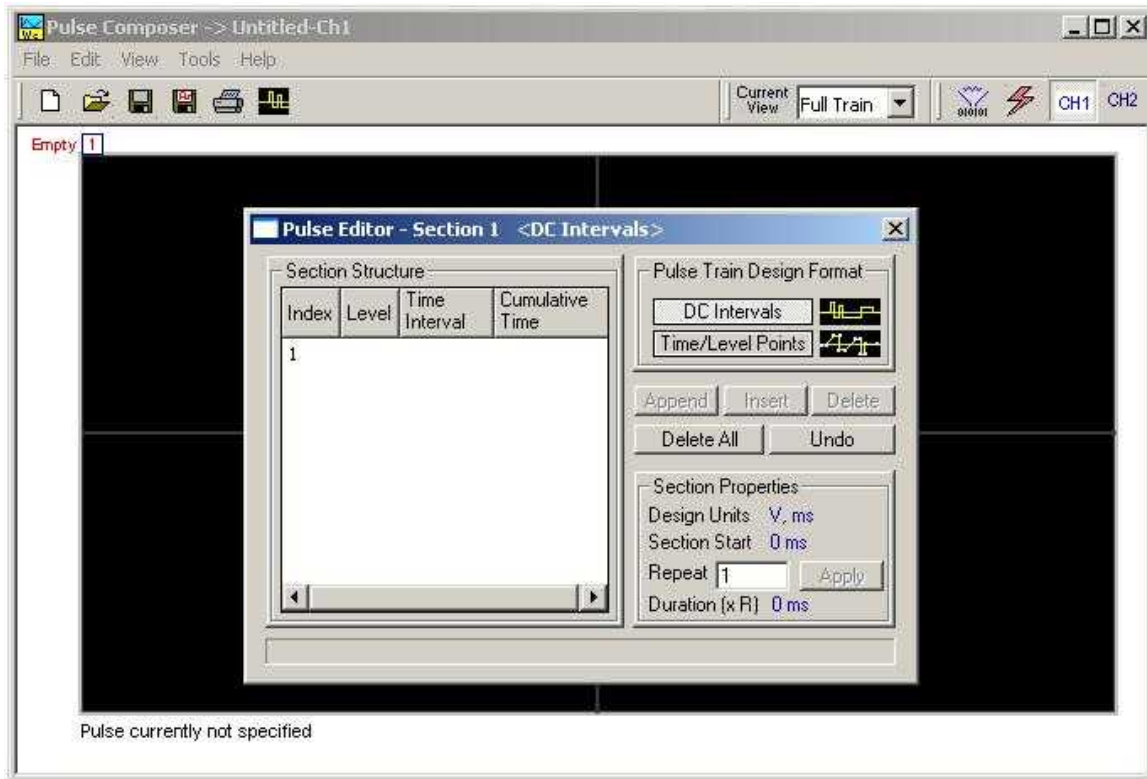 Pulse Composer -> Untitled-Ch1
File Edit View Tools Help
Current View Full Train
010101
CH1 CH2
Empty 1
Pulse Editor - Section 1 <DC Intervals>
Section Structure
Index Level Time Interval Cumulative Time
1
Pulse Train Design Format
DC Intervals
Time/Level Points
Append Insert Delete
Delete All Undo
Section Properties
Design Units V, ms
Section Start 0 ms
Repeat 1 Apply
Duration (x R) 0 ms
Pulse currently not specified